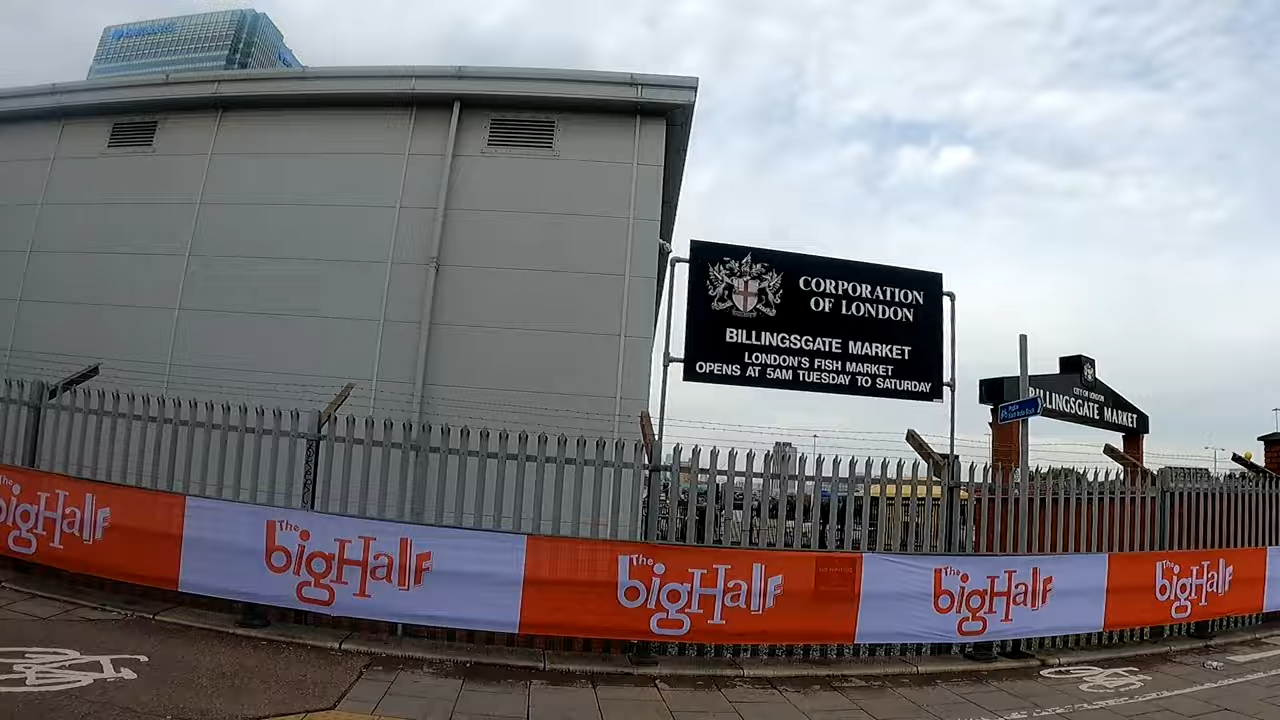 CORPORATION
OF LONDON
BILLINGSGATE MARKET
LONDON'S FISH MARKET
OPENS AT 5AM TUESDAY TO SATURDAY
CITY OF LONDON
BILLINGSGATE MARKET
The
bigHalf
The
bigHalf
The
bigHalf
The
bigHalf
The
bigHalf